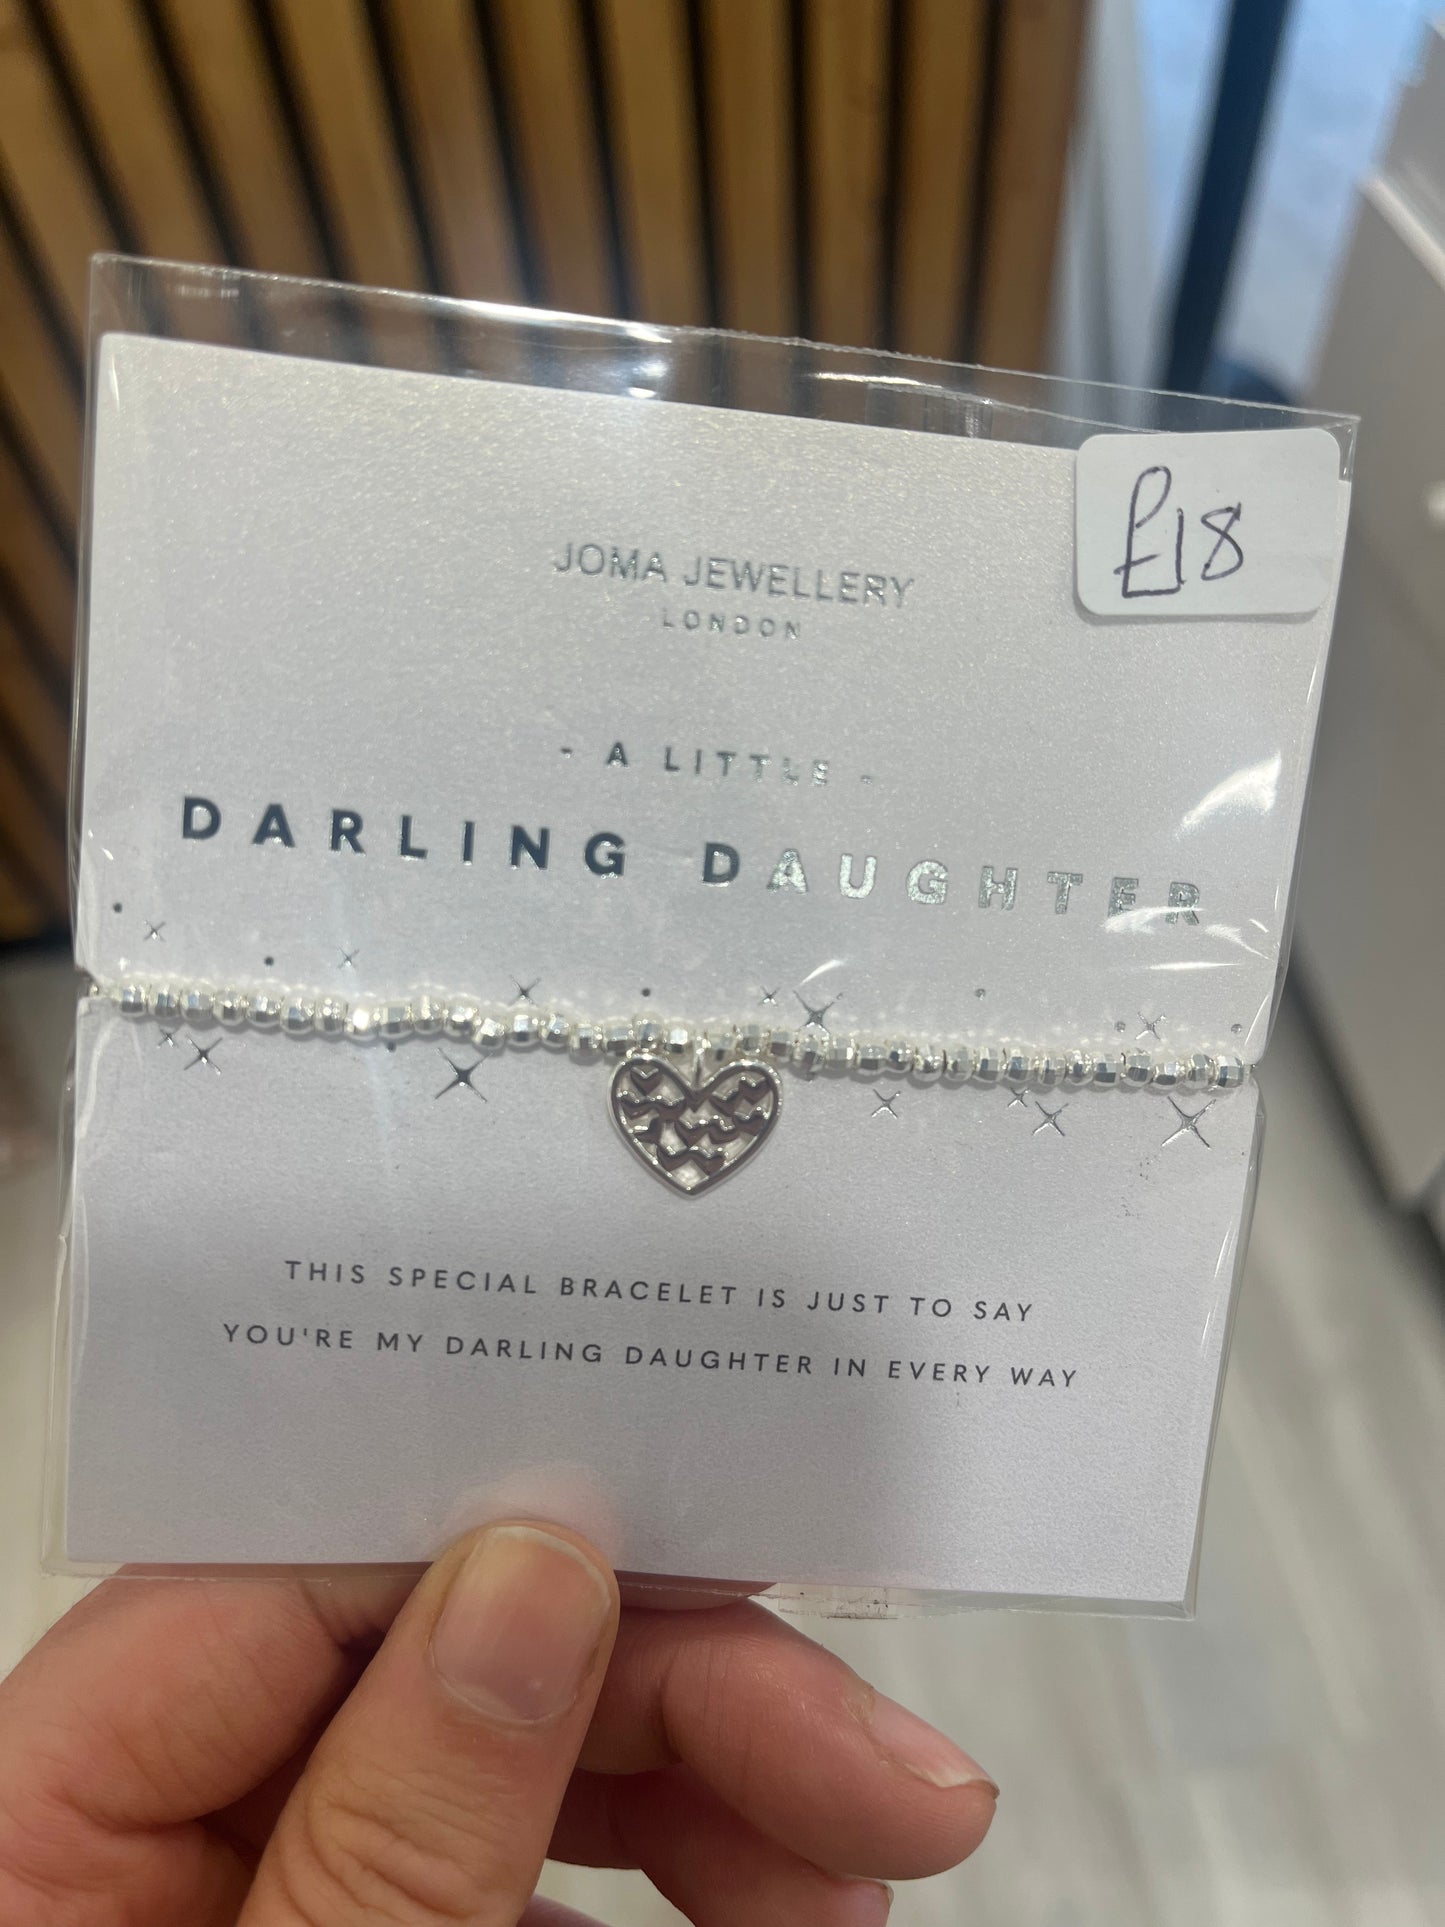 £18
JOMA JEWELLERY
LONDON
- A LITTLE -
DARLING DAUGHTER
THIS SPECIAL BRACELET IS JUST TO SAY
YOU'RE MY DARLING DAUGHTER IN EVERY WAY